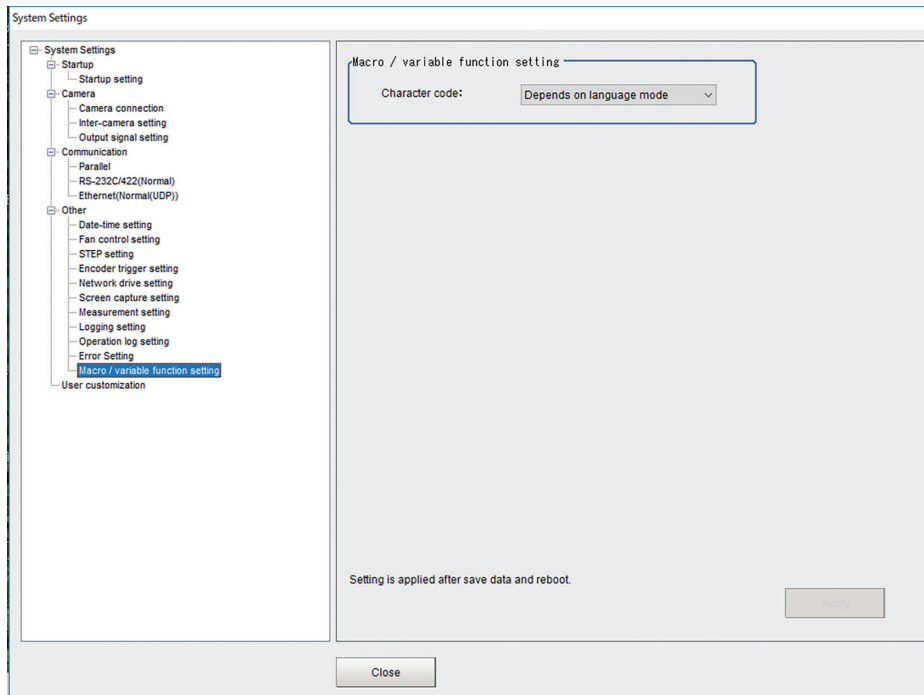 System Settings
System Settings
Startup
Startup setting
Camera
Camera connection
Inter-camera setting
Output signal setting
Communication
Parallel
RS-232C/422(Normal)
Ethernet(Normal(UDP))
Other
Date-time setting
Fan control setting
STEP setting
Encoder trigger setting
Network drive setting
Screen capture setting
Measurement setting
Logging setting
Operation log setting
Error Setting
Macro / variable function setting
User customization
Macro / variable function setting
Character code:
Depends on language mode
Setting is applied after save data and reboot.
Apply
Close